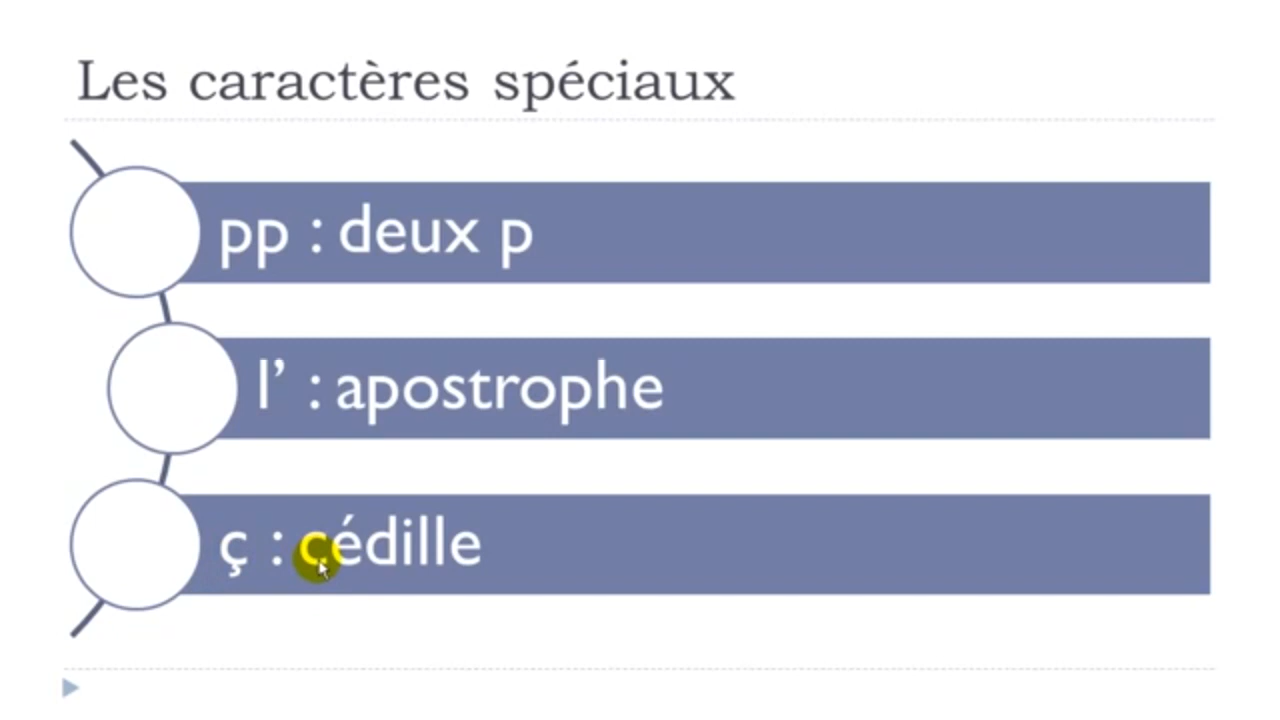 Les caractères spéciaux
pp : deux p
l’ : apostrophe
ç : cédille